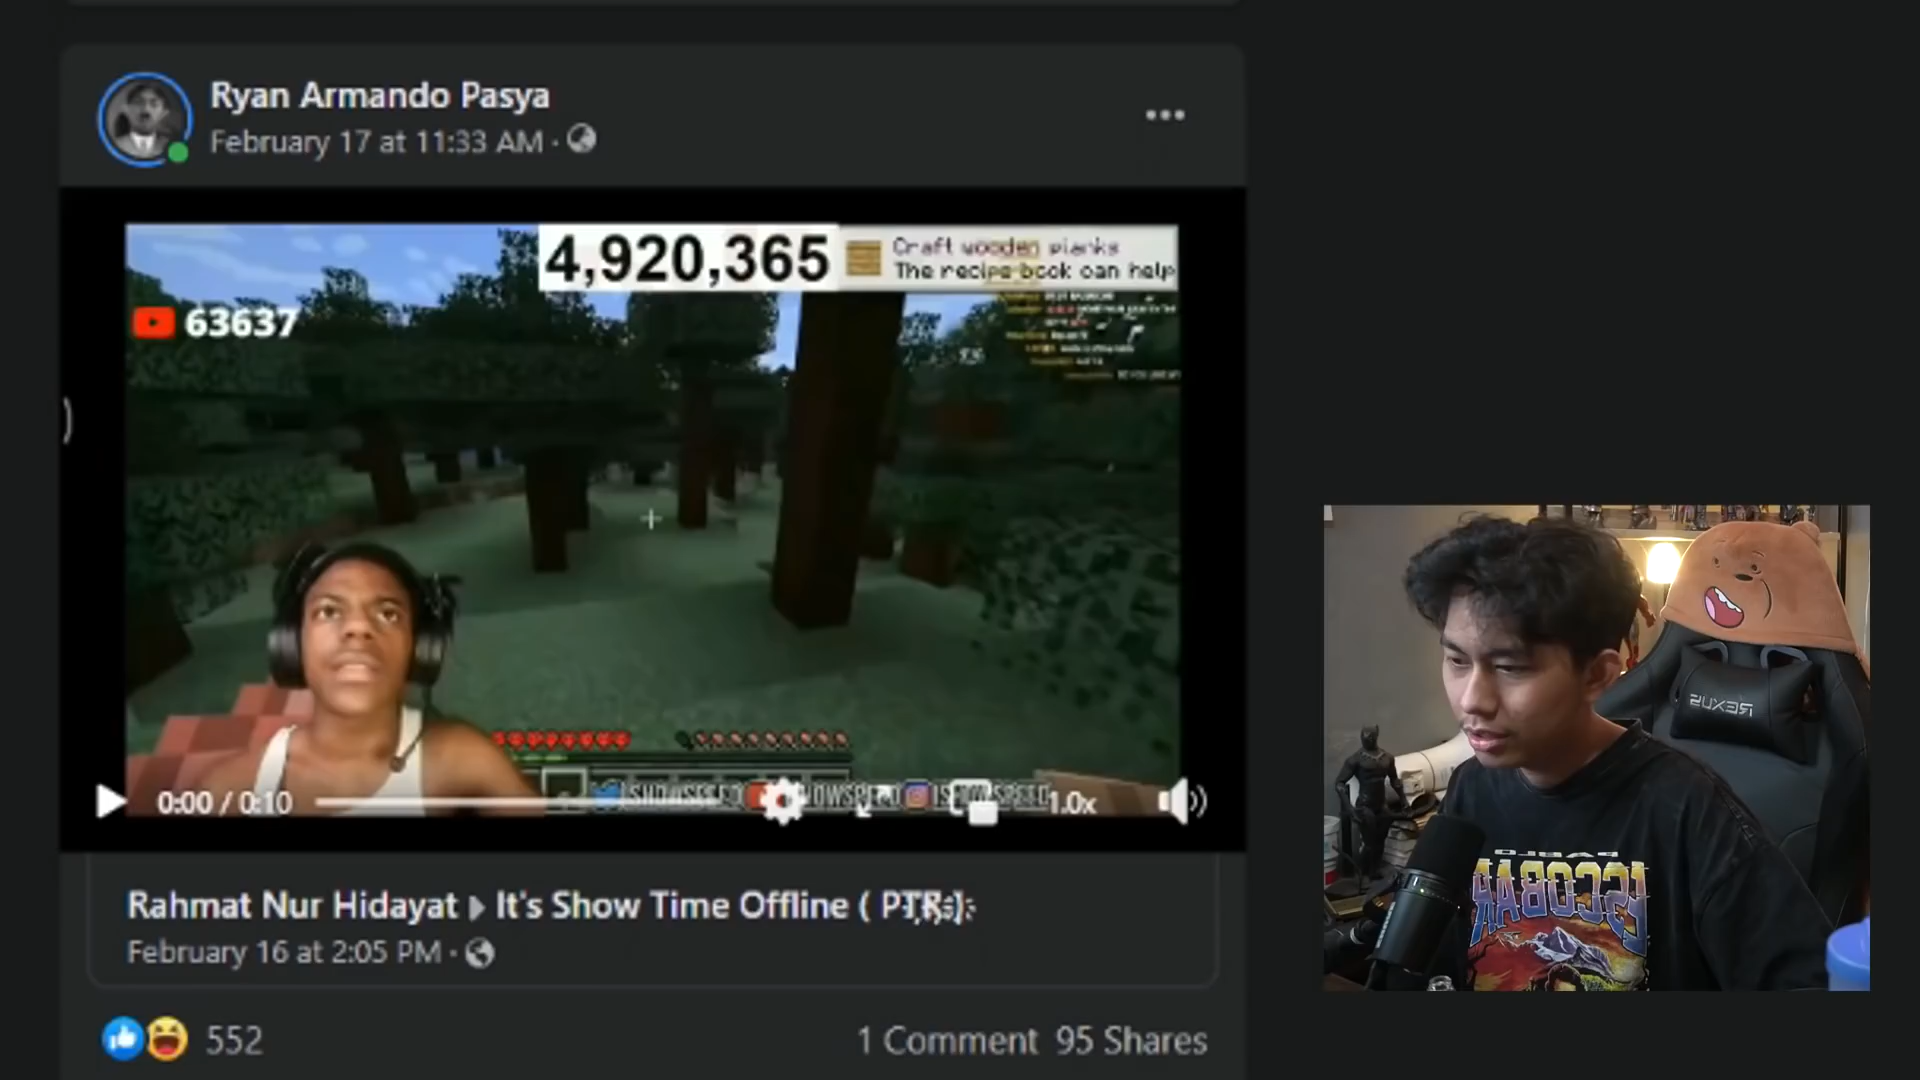 Ryan Armando Pasya
February 17 at 11:33 AM ·
4,920,365
Craft wooden planks
The recipe book can help
63637
0:00 / 0:10
1.0x
Rahmat Nur Hidayat ▸ It's Show Time Offline (
February 16 at 2:05 PM ·
552
1 Comment 95 Shares
REXUS
PABLO